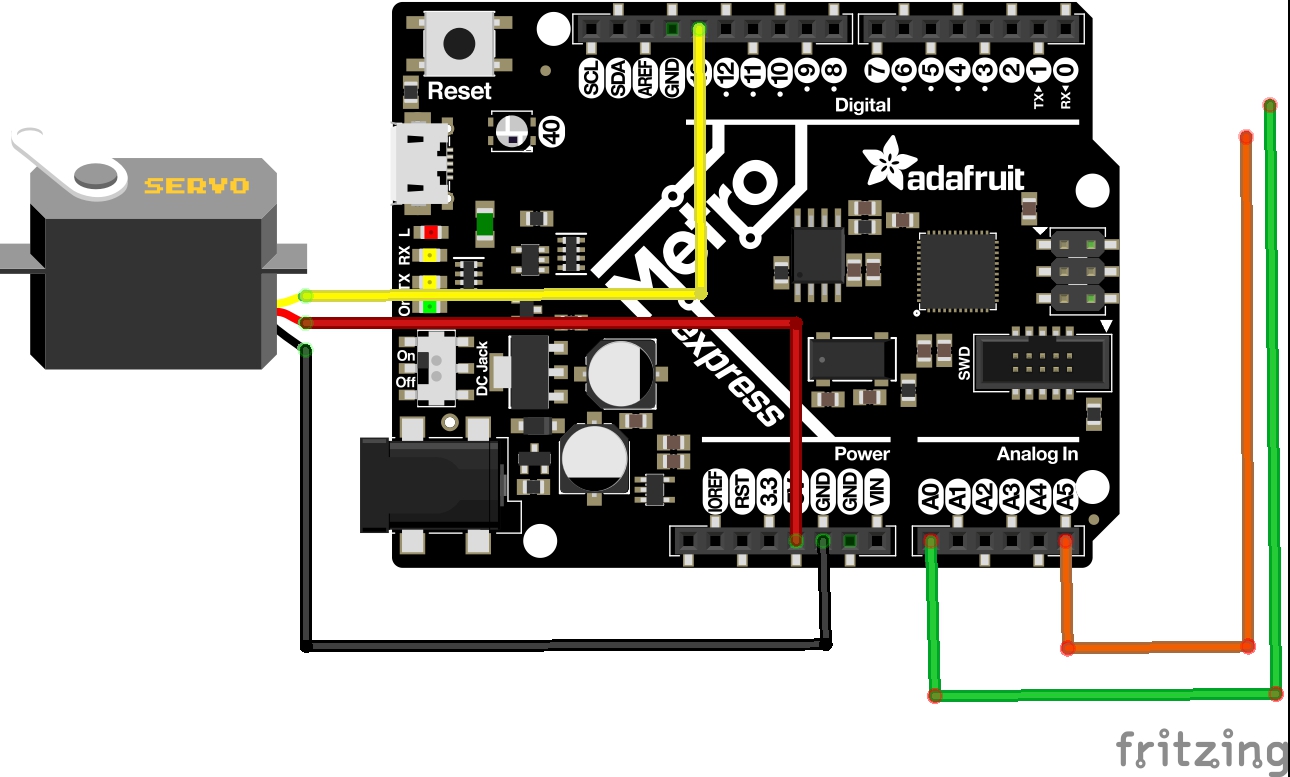 SCL SDA AREF GND 12 11 10 9 8 7 6 5 4 3 2 1 0
TX RX
Digital
Reset
40
SERVO
adafruit
Metro
express
L
RX
TX
On
On
Off
DC Jack
SWD
Power
Analog In
IOREF RST 3.3 GND GND VIN A0 A1 A2 A3 A4 A5
fritzing